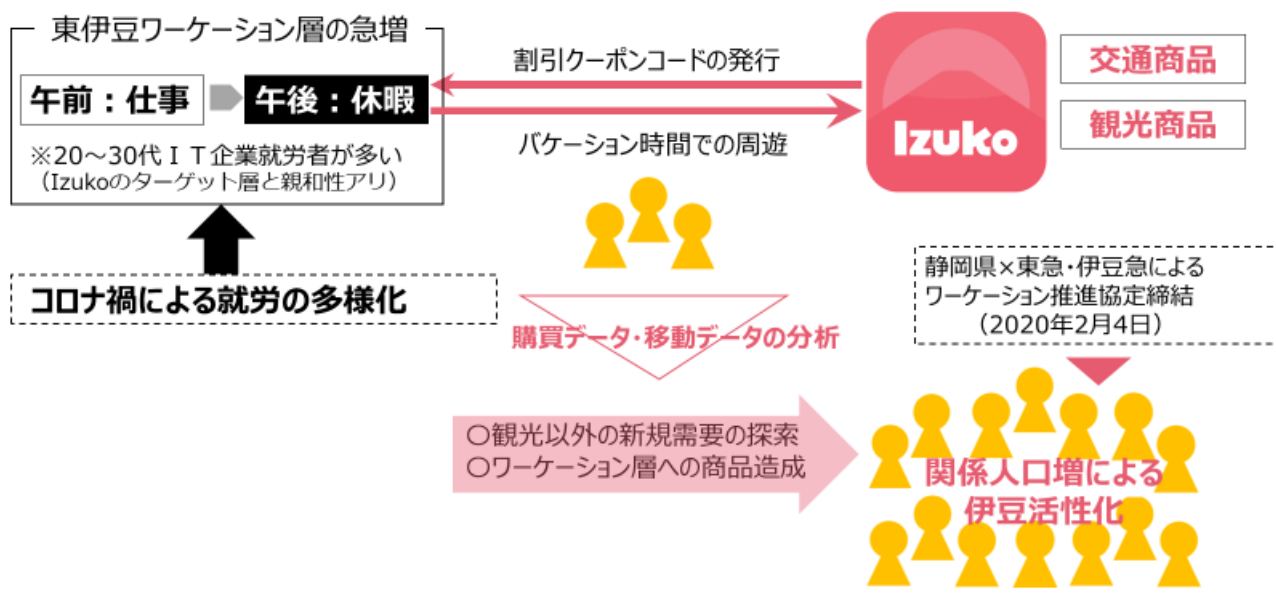 東伊豆ワーケーション層の急増
午前：仕事
午後：休暇
※20～30代ＩＴ企業就労者が多い
（Izukoのターゲット層と親和性アリ）
コロナ禍による就労の多様化
割引クーポンコードの発行
バケーション時間での周遊
Izuko
交通商品
観光商品
購買データ・移動データの分析
静岡県×東急・伊豆急による
ワーケーション推進協定締結
（2020年2月4日）
〇観光以外の新規需要の探索
〇ワーケーション層への商品造成
関係人口増による
伊豆活性化